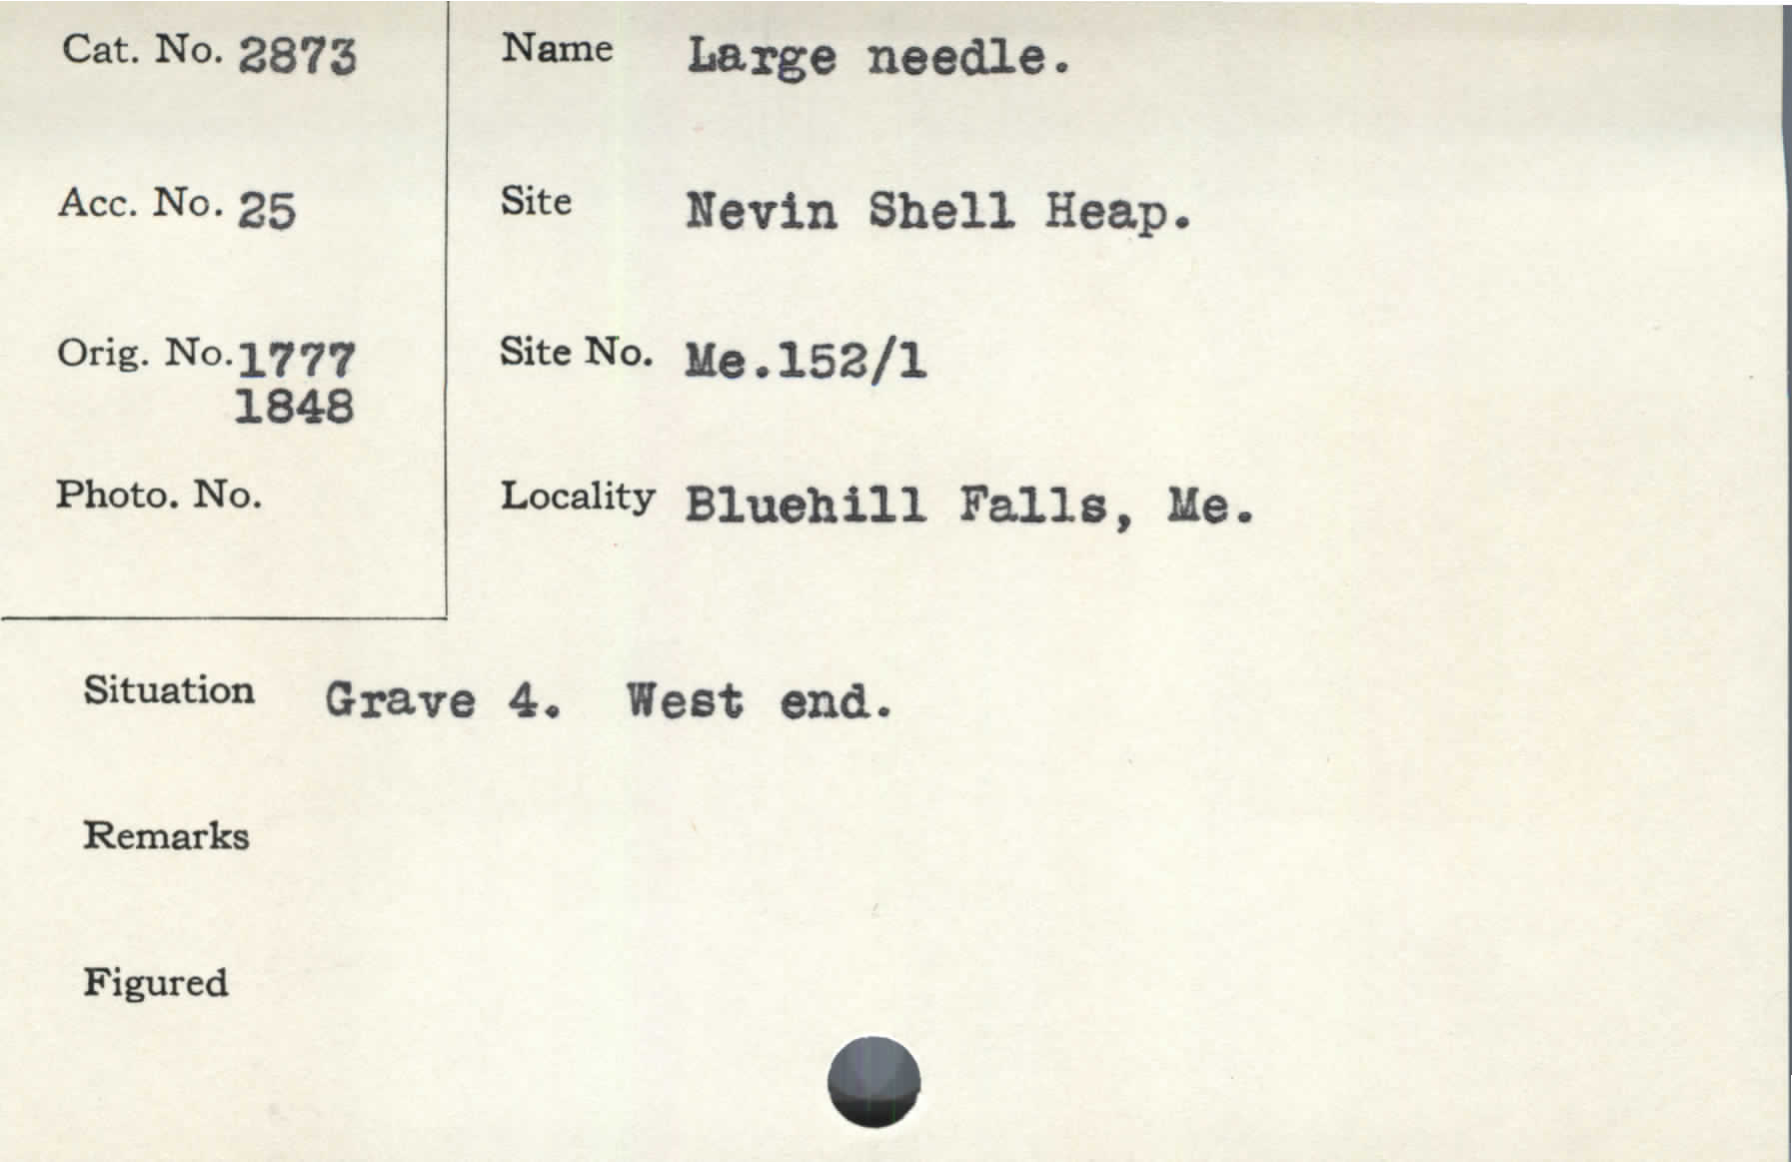 Cat. No. 2873
Name Large needle.
Acc. No. 25
Site Nevin Shell Heap.
Orig. No. 1777
1848
Site No. Me.152/1
Photo. No.
Locality Bluehill Falls, Me.
Situation Grave 4. West end.
Remarks
Figured